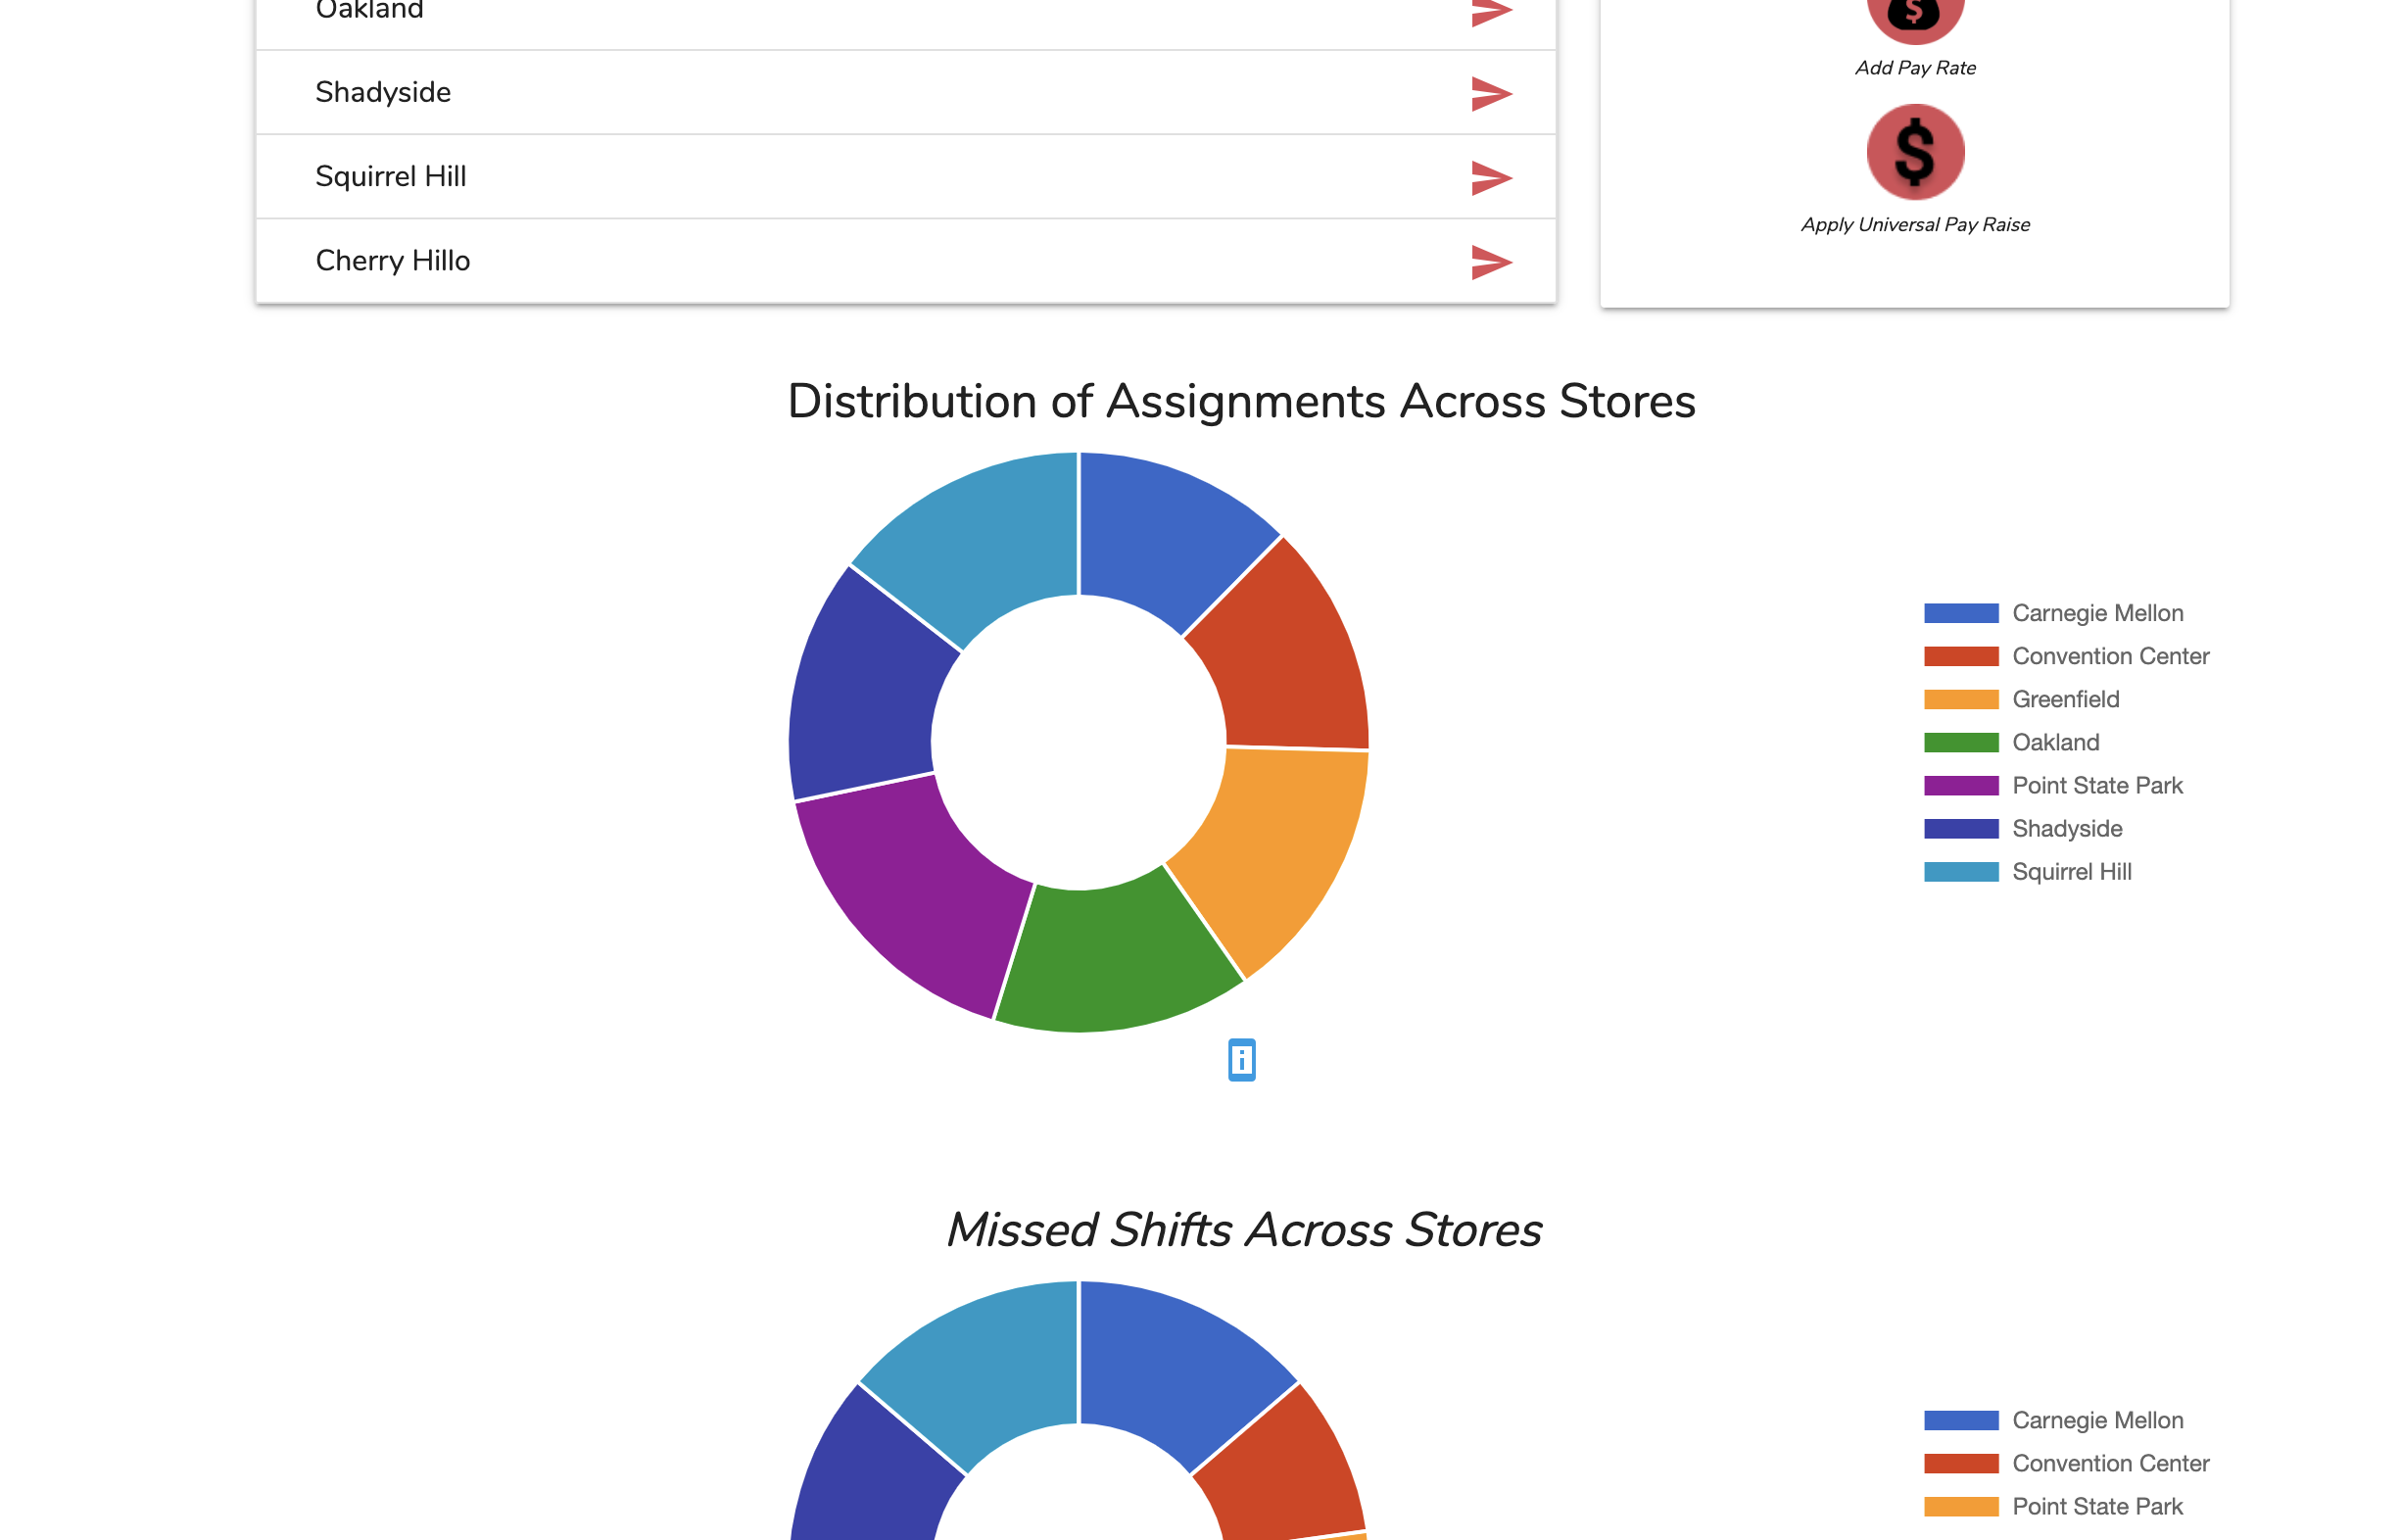 Oakland
Shadyside
Squirrel Hill
Cherry Hillo
Add Pay Rate
Apply Universal Pay Raise
Distribution of Assignments Across Stores
Carnegie Mellon
Convention Center
Greenfield
Oakland
Point State Park
Shadyside
Squirrel Hill
Missed Shifts Across Stores
Carnegie Mellon
Convention Center
Point State Park